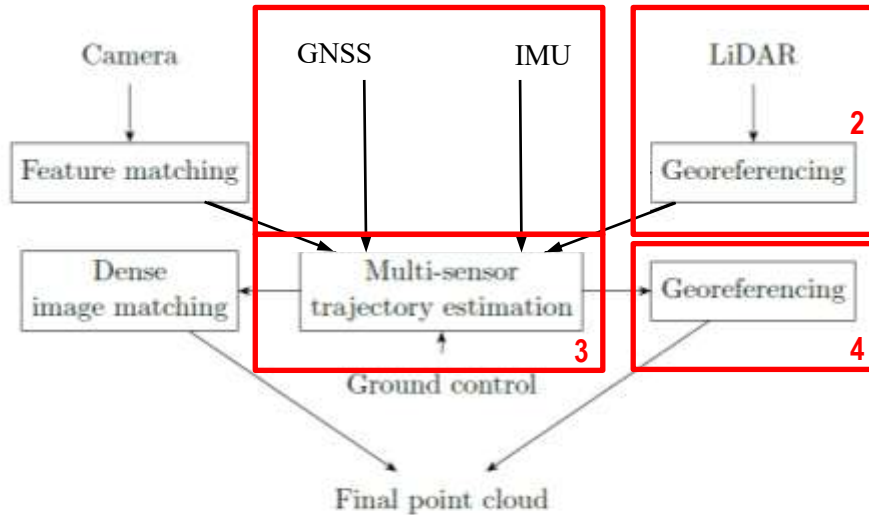 Camera
GNSS
IMU
LiDAR
2
Feature matching
Georeferencing
Dense
image matching
Multi-sensor
trajectory estimation
Georeferencing
3
4
Ground control
Final point cloud